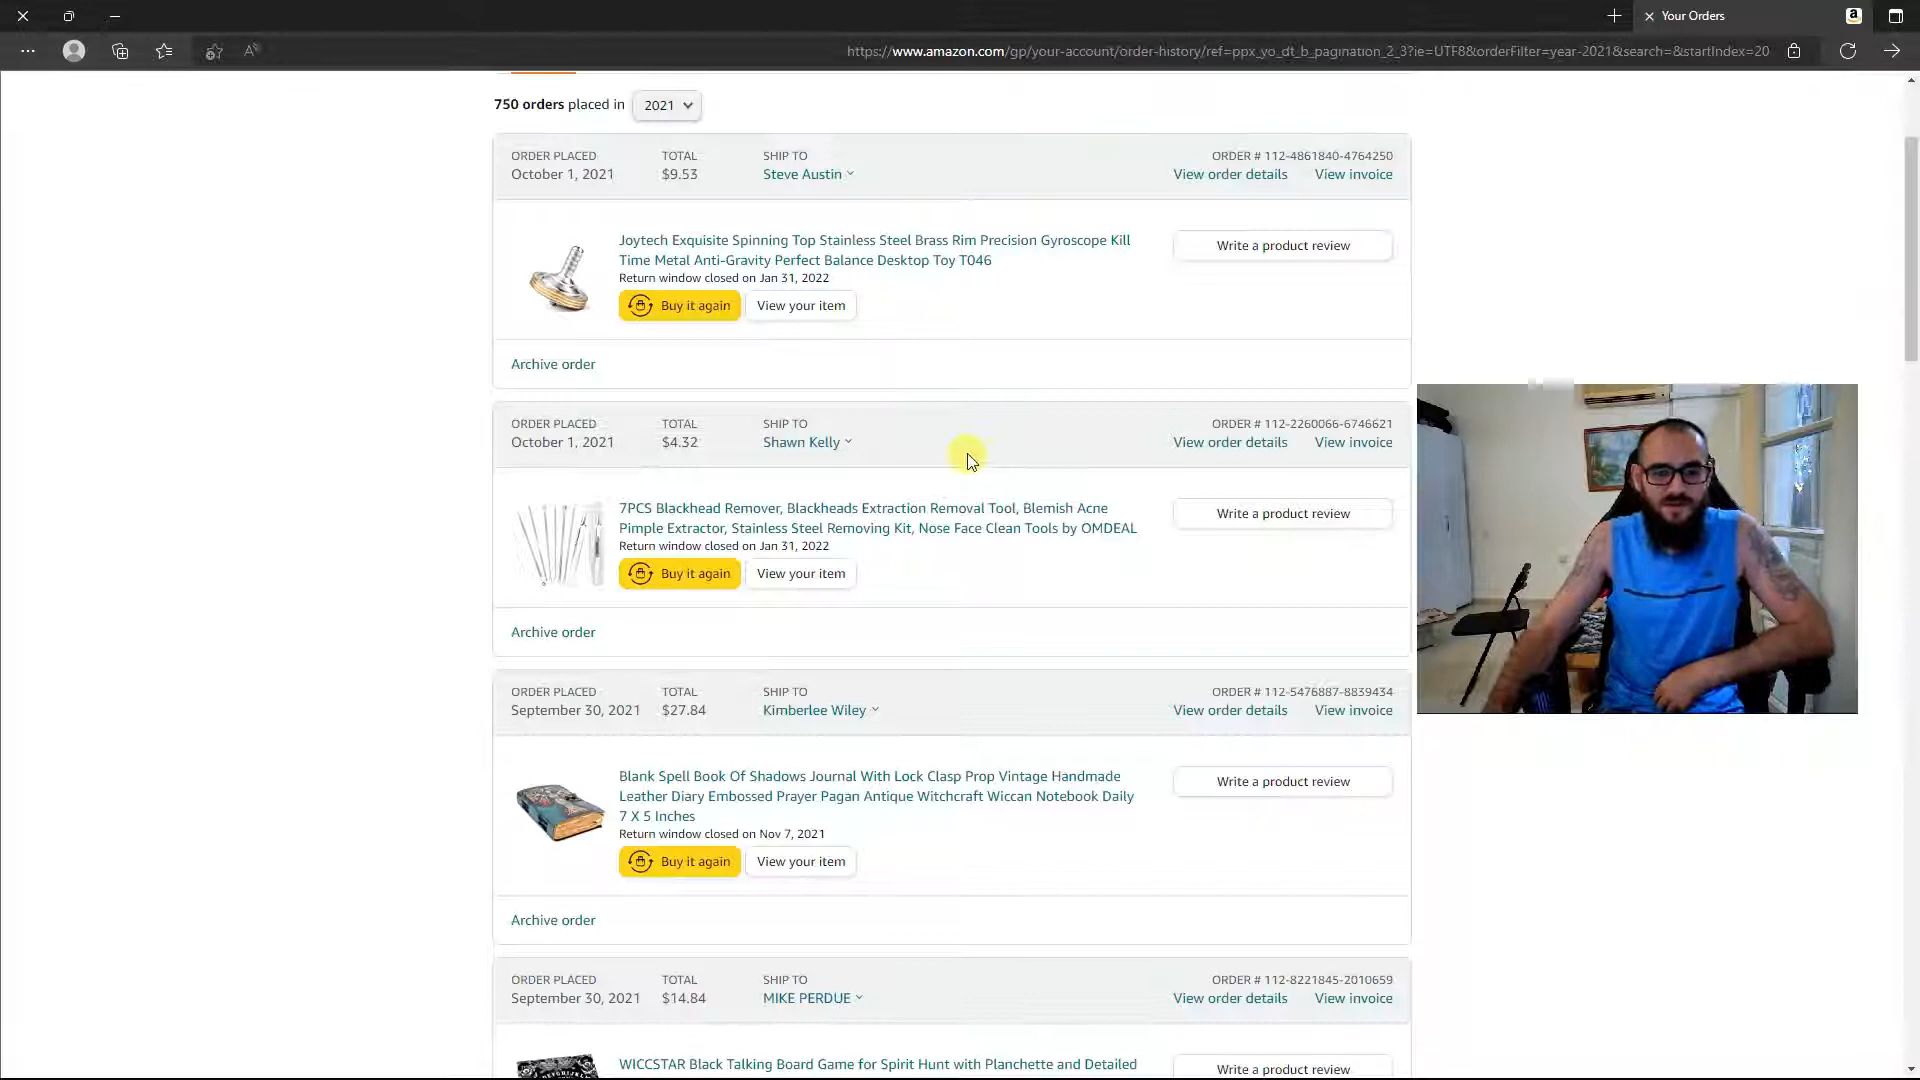 Your Orders
https://www.amazon.com/gp/your-account/order-history/ref=ppx_yo_dt_b_pagination_2_3?ie=UTF8&orderFilter=year-2021&search=&startIndex=20
750 orders placed in 2021
ORDER PLACED TOTAL SHIP TO ORDER # 112-4861840-4764250
October 1, 2021 $9.53 Steve Austin View order details View invoice
Joytech Exquisite Spinning Top Stainless Steel Brass Rim Precision Gyroscope Kill
Time Metal Anti-Gravity Perfect Balance Desktop Toy T046
Write a product review
Return window closed on Jan 31, 2022
Buy it again View your item
Archive order
ORDER PLACED TOTAL SHIP TO ORDER # 112-2260066-6746621
October 1, 2021 $4.32 Shawn Kelly View order details View invoice
7PCS Blackhead Remover, Blackheads Extraction Removal Tool, Blemish Acne
Pimple Extractor, Stainless Steel Removing Kit, Nose Face Clean Tools by OMDEAL
Write a product review
Return window closed on Jan 31, 2022
Buy it again View your item
Archive order
ORDER PLACED TOTAL SHIP TO ORDER # 112-5476887-8839434
September 30, 2021 $27.84 Kimberlee Wiley View order details View invoice
Blank Spell Book Of Shadows Journal With Lock Clasp Prop Vintage Handmade
Leather Diary Embossed Prayer Pagan Antique Witchcraft Wiccan Notebook Daily
7 X 5 Inches
Write a product review
Return window closed on Nov 7, 2021
Buy it again View your item
Archive order
ORDER PLACED TOTAL SHIP TO ORDER # 112-8221845-2010659
September 30, 2021 $14.84 MIKE PERDUE View order details View invoice
WICCSTAR Black Talking Board Game for Spirit Hunt with Planchette and Detailed
Write a product review